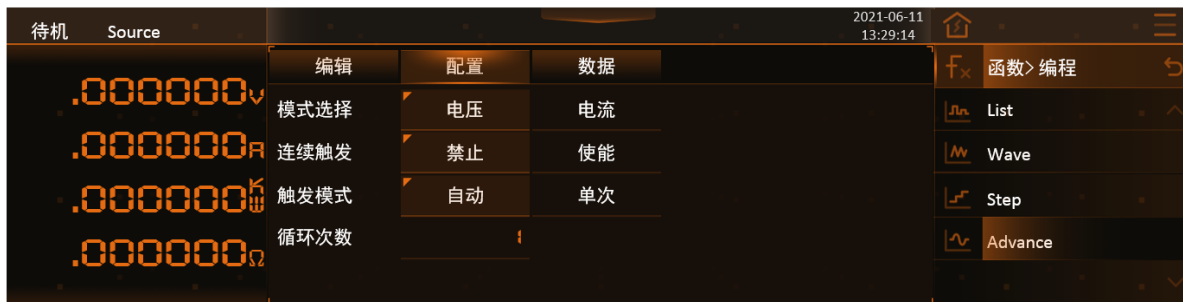 待机 Source
2021-06-11
13:29:14
.000000V
.000000A
.000000KW
.000000Ω
编辑 配置 数据
模式选择 电压 电流
连续触发 禁止 使能
触发模式 自动 单次
循环次数 1
fx 函数> 编程
List
Wave
Step
Advance